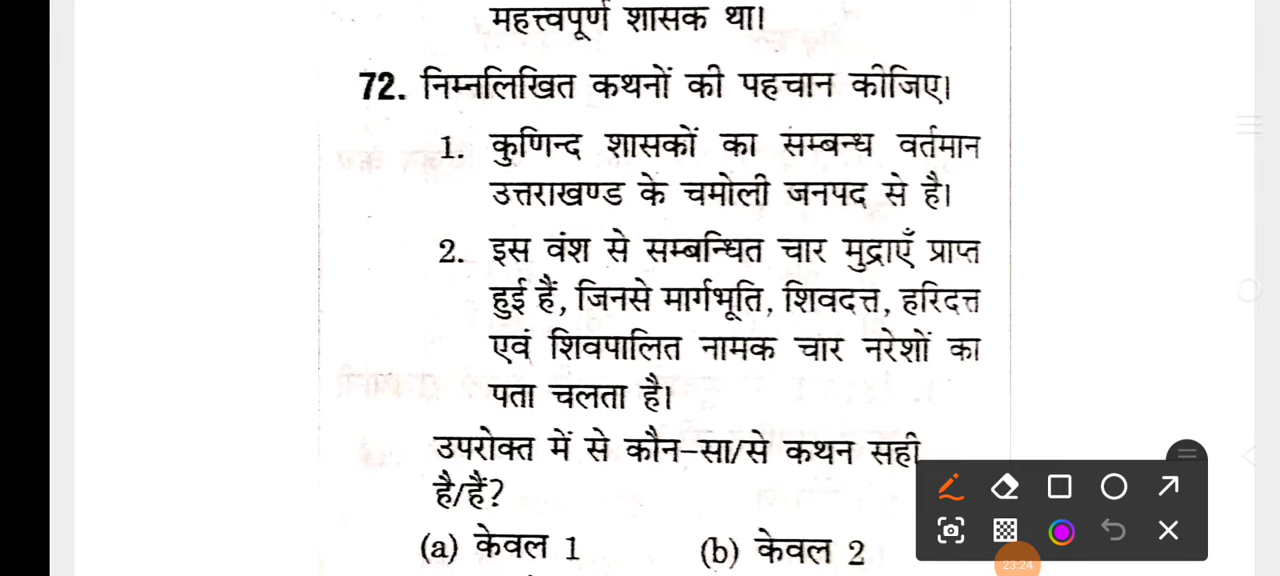 महत्त्वपूर्ण शासक था।
72. निम्नलिखित कथनों की पहचान कीजिए।
1. कुणिन्द शासकों का सम्बन्ध वर्तमान
उत्तराखण्ड के चमोली जनपद से है।
2. इस वंश से सम्बन्धित चार मुद्राएँ प्राप्त
हुई हैं, जिनसे मार्गभूति, शिवदत्त, हरिदत्त
एवं शिवपालित नामक चार नरेशों का
पता चलता है।
उपरोक्त में से कौन-सा/से कथन सही
है/हैं?
(a) केवल 1 (b) केवल 2
23:24